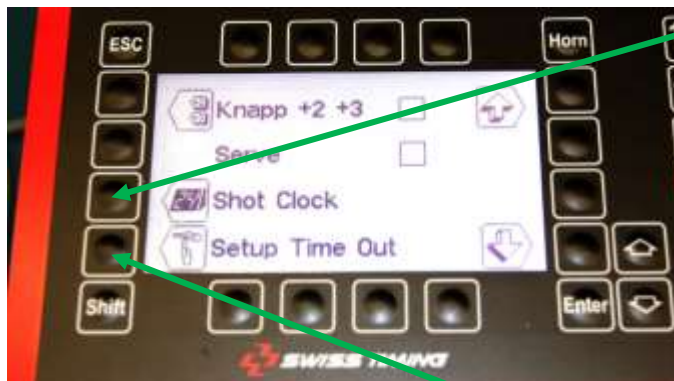 ESC
Horn
Knapp +2 +3
Serve
Shot Clock
Setup Time Out
Shift
Enter
SWISS TIMING